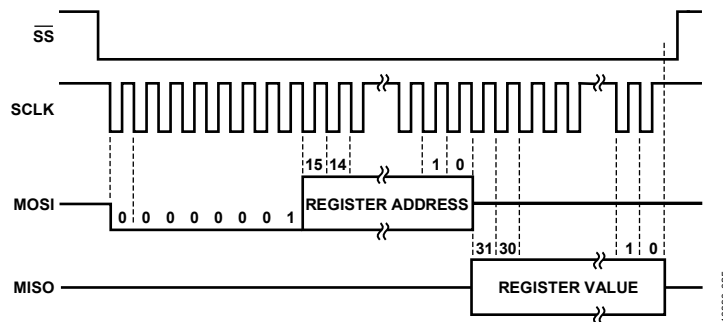 SS
SCLK
15 14 1 0
MOSI 0 0 0 0 0 0 0 1 REGISTER ADDRESS
31 30 1 0
MISO REGISTER VALUE